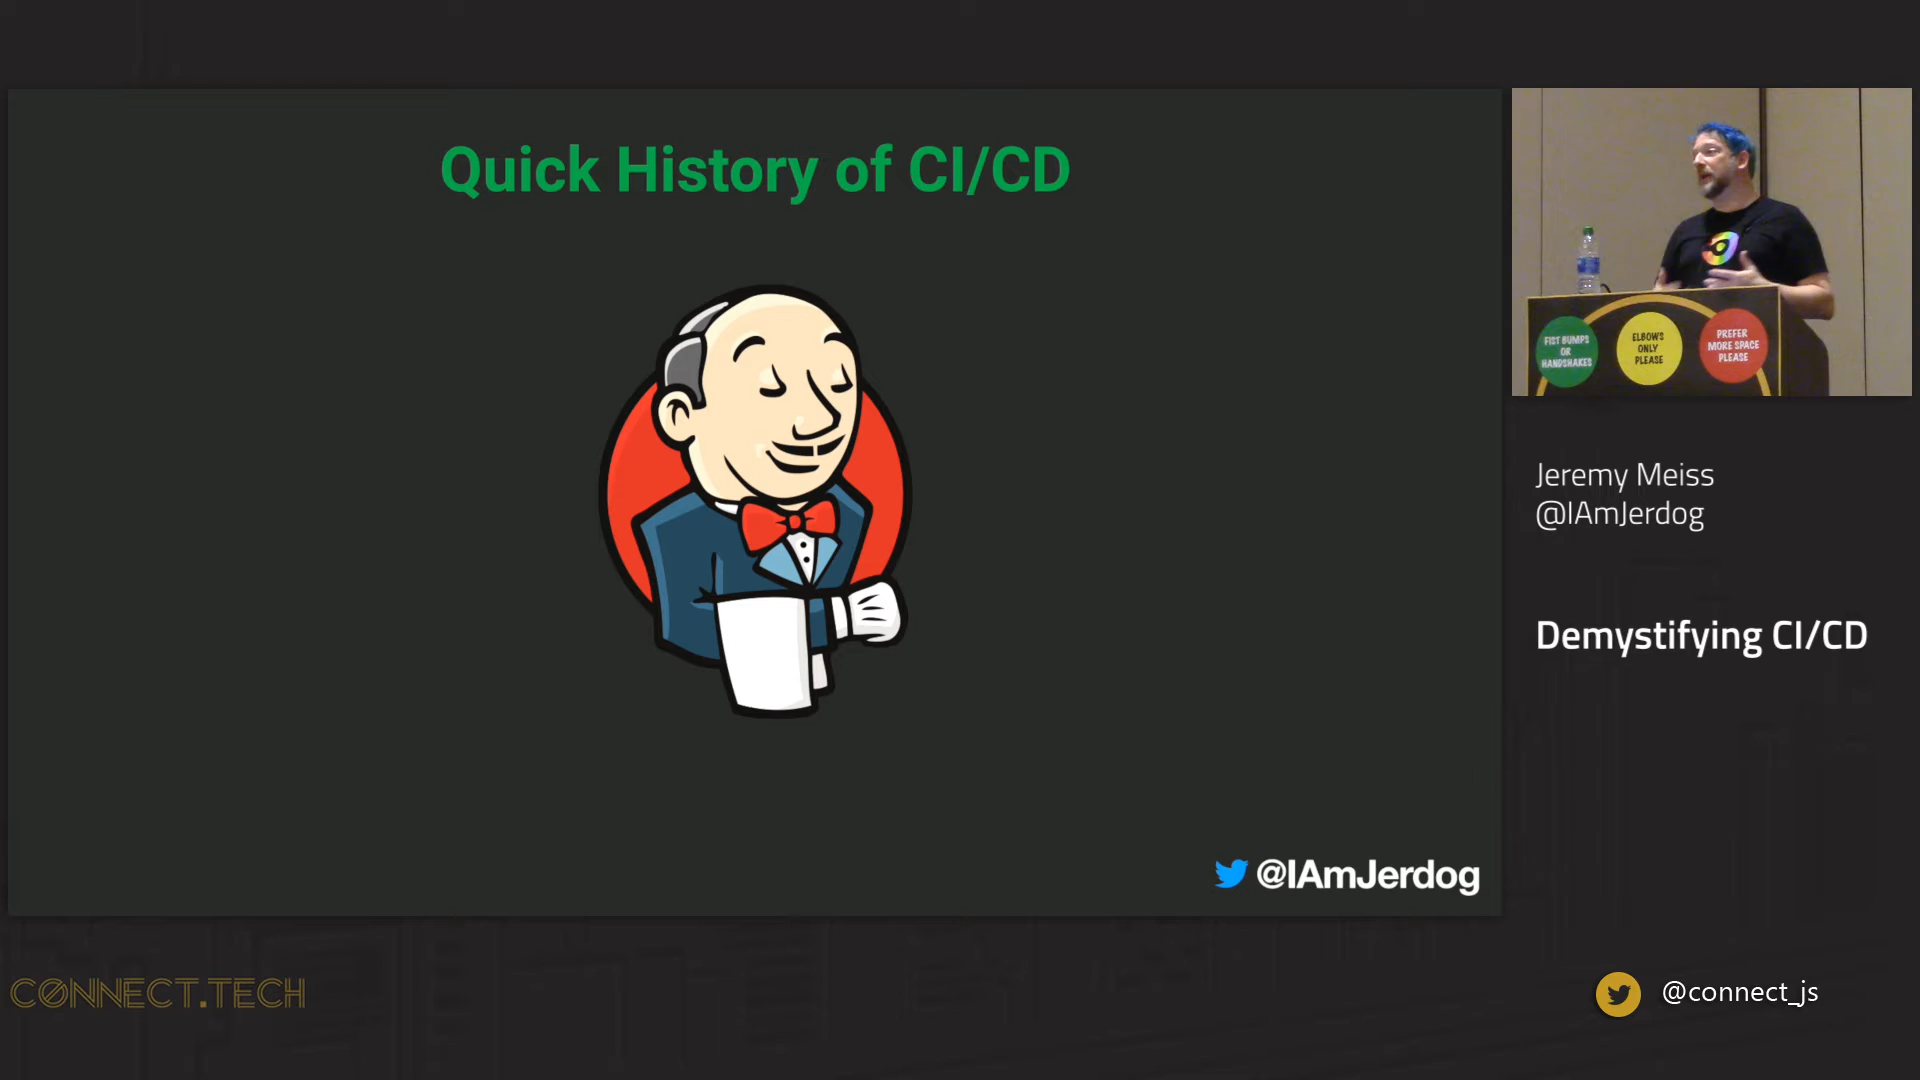 Quick History of CI/CD
@IAmJerdog
FIST BUMPS
OR
HANDSHAKES
ELBOWS
ONLY
PLEASE
PREFER
MORE SPACE
PLEASE
Jeremy Meiss
@IAmJerdog
Demystifying CI/CD
CONNECT.TECH
@connect_js